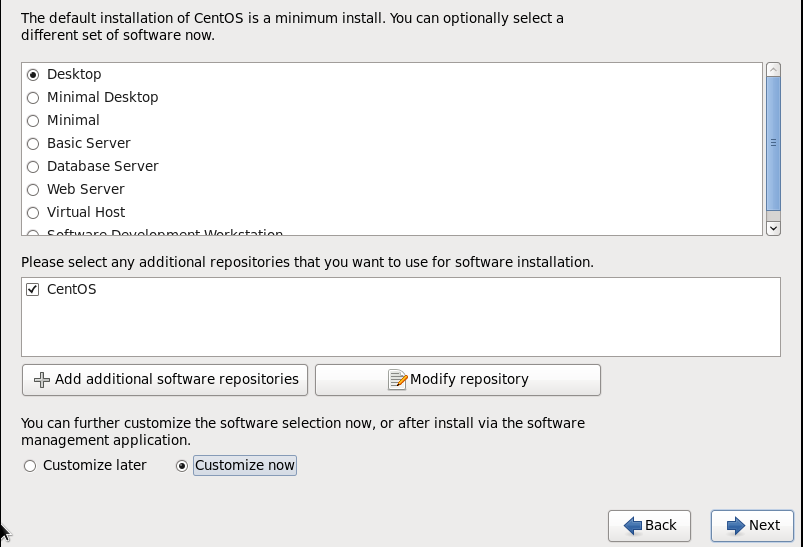 The default installation of CentOS is a minimum install. You can optionally select a
different set of software now.
Desktop
Minimal Desktop
Minimal
Basic Server
Database Server
Web Server
Virtual Host
Software Development Workstation
Please select any additional repositories that you want to use for software installation.
CentOS
Add additional software repositories
Modify repository
You can further customize the software selection now, or after install via the software
management application.
Customize later
Customize now
Back
Next